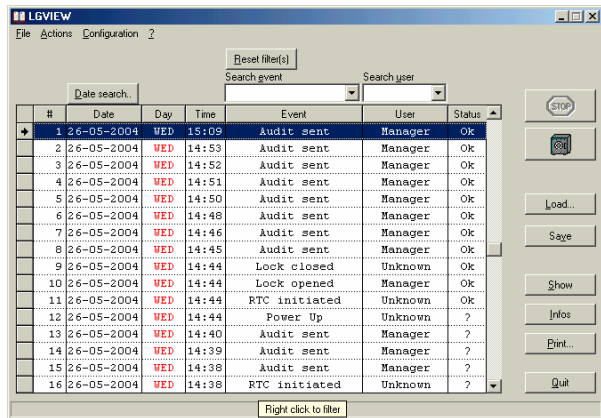 LGVIEW
File Actions Configuration ?
Reset filter(s)
Search event Search user
Date search..
STOP
# Date Day Time Event User Status
1 26-05-2004 WED 15:09 Audit sent Manager Ok
2 26-05-2004 WED 14:53 Audit sent Manager Ok
3 26-05-2004 WED 14:52 Audit sent Manager Ok
4 26-05-2004 WED 14:51 Audit sent Manager Ok
5 26-05-2004 WED 14:50 Audit sent Manager Ok
6 26-05-2004 WED 14:48 Audit sent Manager Ok
7 26-05-2004 WED 14:46 Audit sent Manager Ok
8 26-05-2004 WED 14:45 Audit sent Manager Ok
9 26-05-2004 WED 14:44 Lock closed Unknown Ok
10 26-05-2004 WED 14:44 Lock opened Manager Ok
11 26-05-2004 WED 14:44 RTC initiated Unknown Ok
12 26-05-2004 WED 14:44 Power Up Unknown ?
13 26-05-2004 WED 14:40 Audit sent Manager ?
14 26-05-2004 WED 14:39 Audit sent Manager ?
15 26-05-2004 WED 14:38 Audit sent Manager ?
16 26-05-2004 WED 14:38 RTC initiated Unknown ?
Load...
Save
Show
Infos
Print...
Quit
Right click to filter